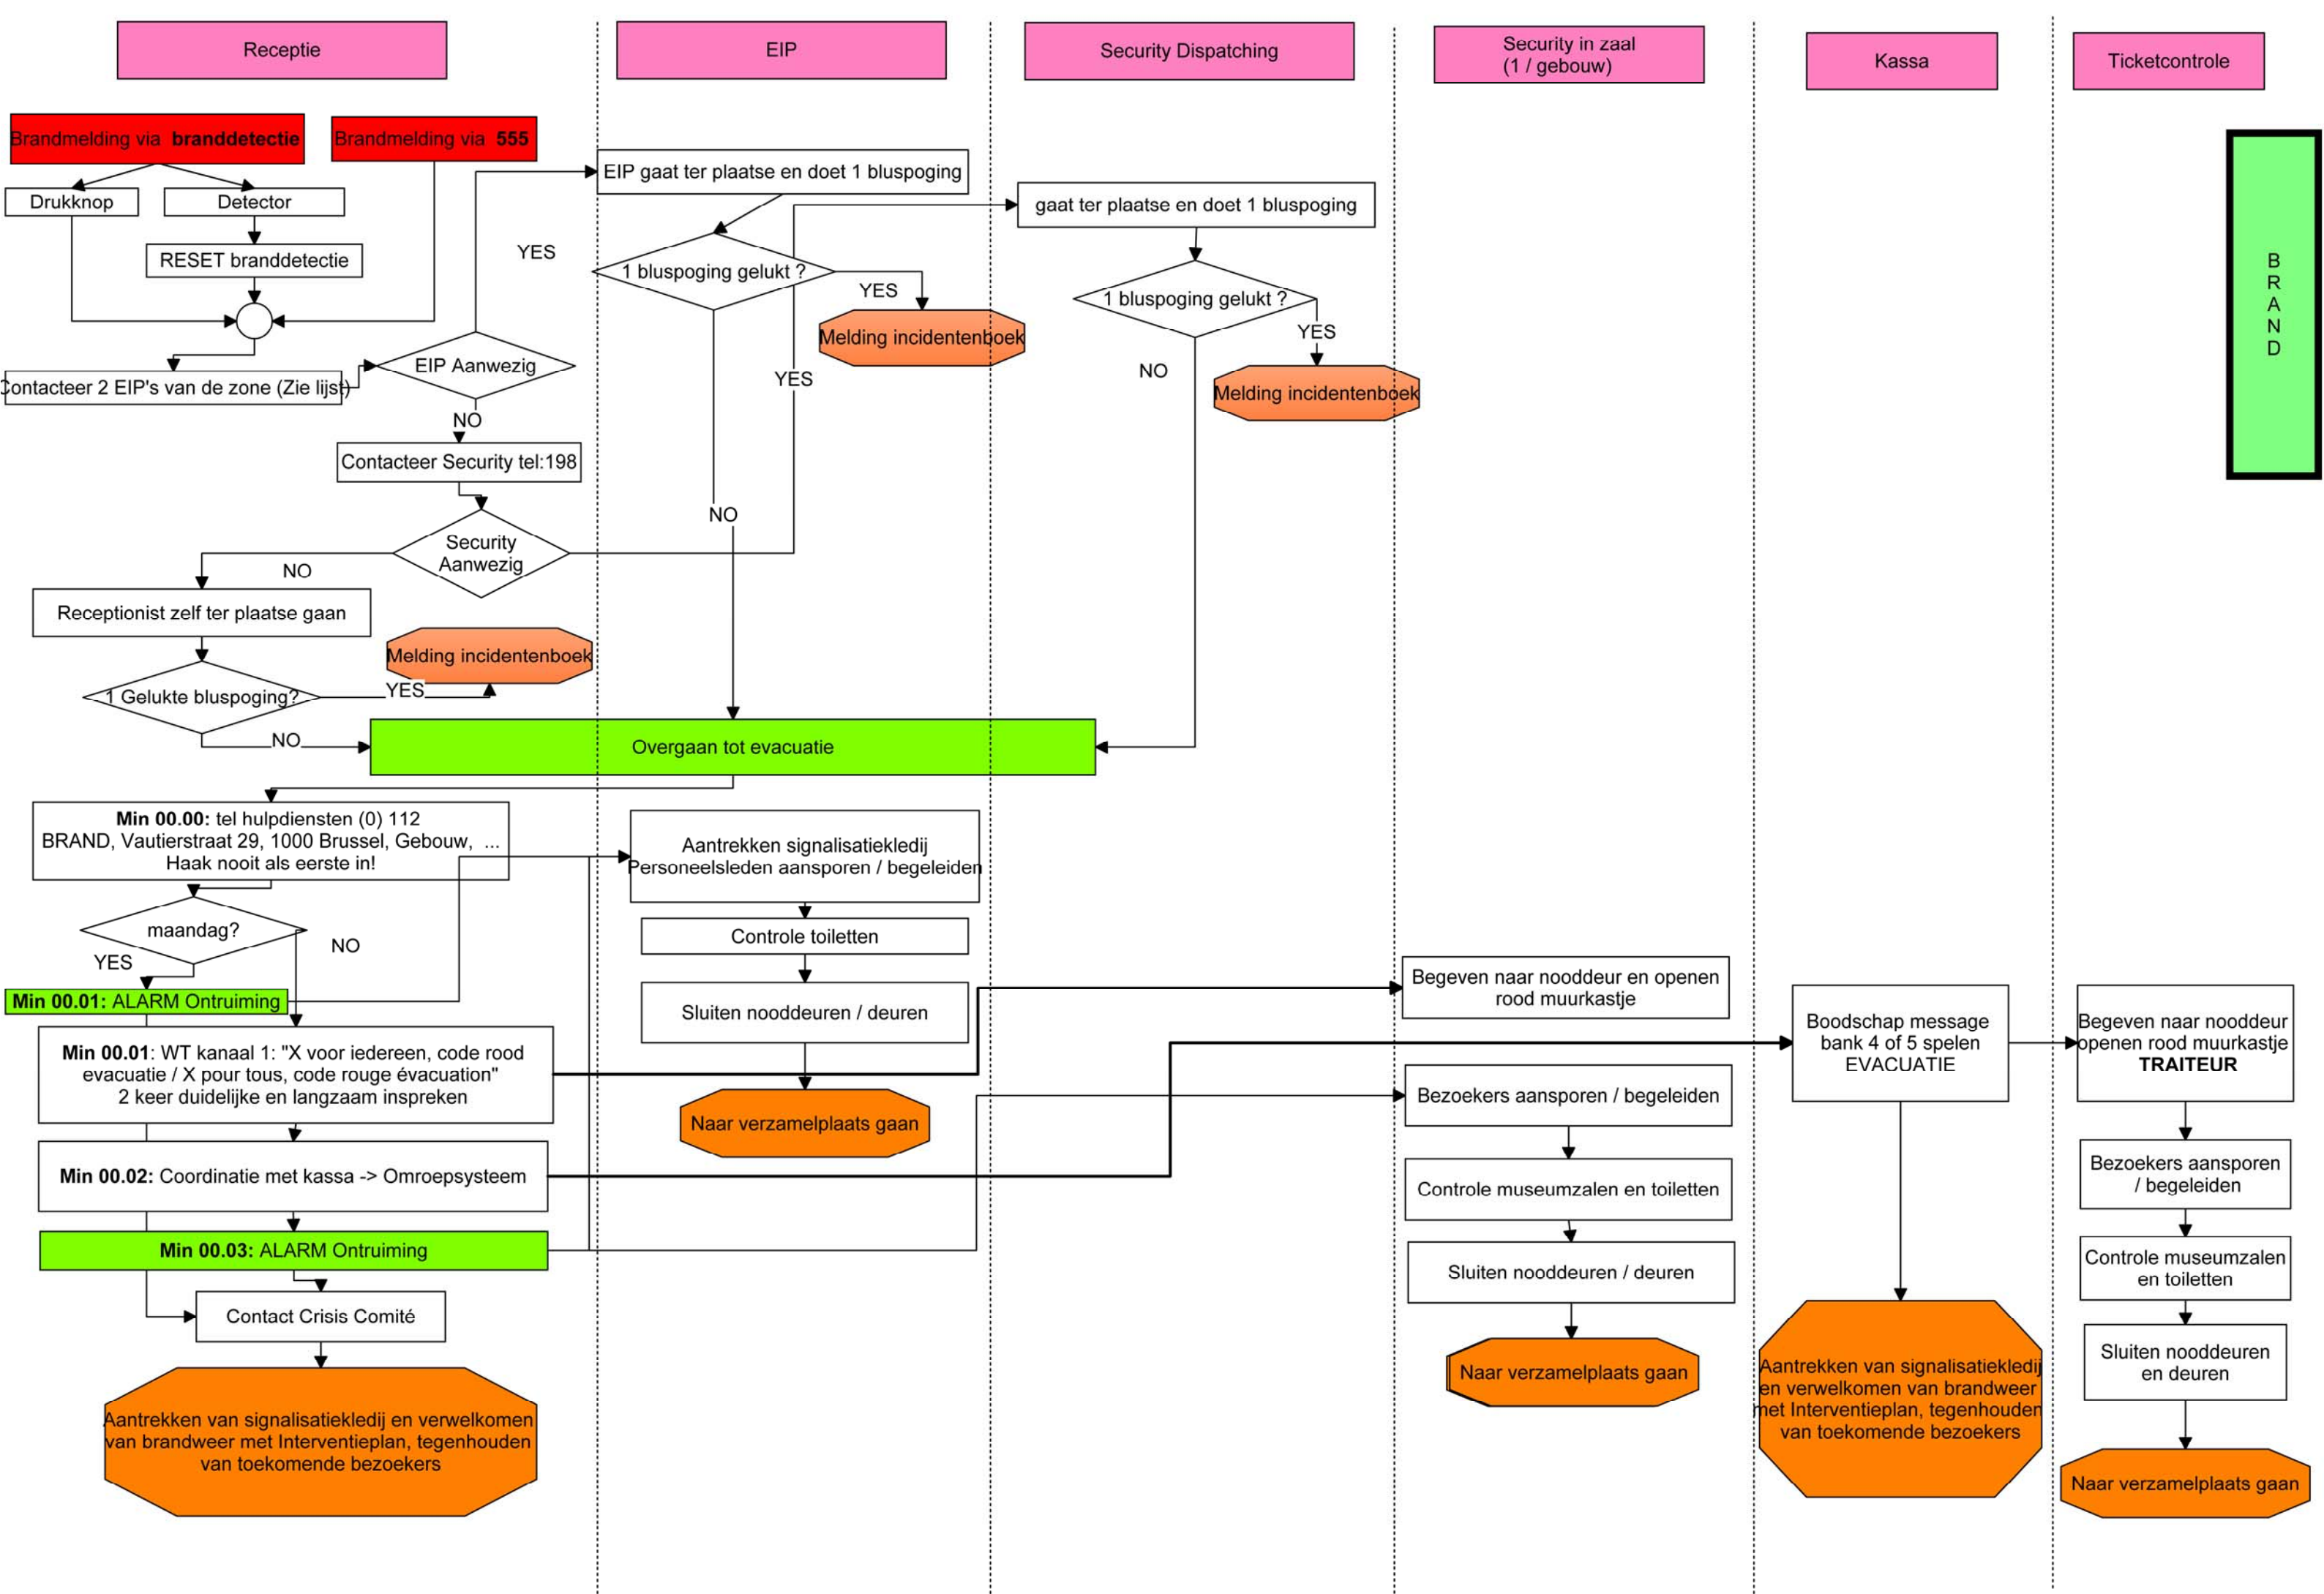 Receptie
EIP
Security Dispatching
Security in zaal
(1 / gebouw)
Kassa
Ticketcontrole
Brandmelding via branddetectie
Brandmelding via 555
Drukknop
Detector
RESET branddetectie
Contacteer 2 EIP's van de zone (Zie lijst)
EIP Aanwezig
YES
NO
Contacteer Security tel:198
Security
Aanwezig
YES
NO
Receptionist zelf ter plaatse gaan
1 Gelukte bluspoging?
YES
Melding incidentenboek
NO
EIP gaat ter plaatse en doet 1 bluspoging
1 bluspoging gelukt ?
YES
Melding incidentenboek
NO
gaat ter plaatse en doet 1 bluspoging
1 bluspoging gelukt ?
YES
Melding incidentenboek
NO
B
R
A
N
D
Overgaan tot evacuatie
Min 00.00: tel hulpdiensten (0) 112
BRAND, Vautierstraat 29, 1000 Brussel, Gebouw, ...
Haak nooit als eerste in!
maandag?
YES
NO
Min 00.01: ALARM Ontruiming
Min 00.01: WT kanaal 1: "X voor iedereen, code rood
evacuatie / X pour tous, code rouge évacuation"
2 keer duidelijke en langzaam inspreken
Min 00.02: Coordinatie met kassa -> Omroepsysteem
Min 00.03: ALARM Ontruiming
Contact Crisis Comité
Aantrekken van signalisatiekledij en verwelkomen
van brandweer met Interventieplan, tegenhouden
van toekomende bezoekers
Aantrekken signalisatiekledij
Personeelsleden aansporen / begeleiden
Controle toiletten
Sluiten nooddeuren / deuren
Naar verzamelplaats gaan
Begeven naar nooddeur en openen
rood muurkastje
Bezoekers aansporen / begeleiden
Controle museumzalen en toiletten
Sluiten nooddeuren / deuren
Naar verzamelplaats gaan
Boodschap message
bank 4 of 5 spelen
EVACUATIE
Aantrekken van signalisatiekledij
en verwelkomen van brandweer
met Interventieplan, tegenhouden
van toekomende bezoekers
Begeven naar nooddeur
openen rood muurkastje
TRAITEUR
Bezoekers aansporen
/ begeleiden
Controle museumzalen
en toiletten
Sluiten nooddeuren
en deuren
Naar verzamelplaats gaan